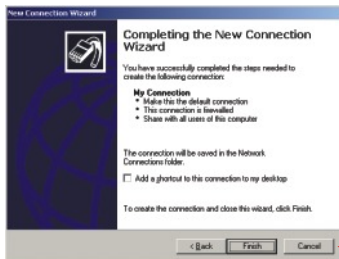 New Connection Wizard
Completing the New Connection
Wizard
You have successfully completed the steps needed to
create the following connection:
My Connection
* Make this the default connection
* This connection is firewalled
* Share with all users of this computer
The connection will be saved in the Network
Connections folder.
Add a shortcut to this connection to my desktop
To create the connection and close this wizard, click Finish.
< Back
Finish
Cancel